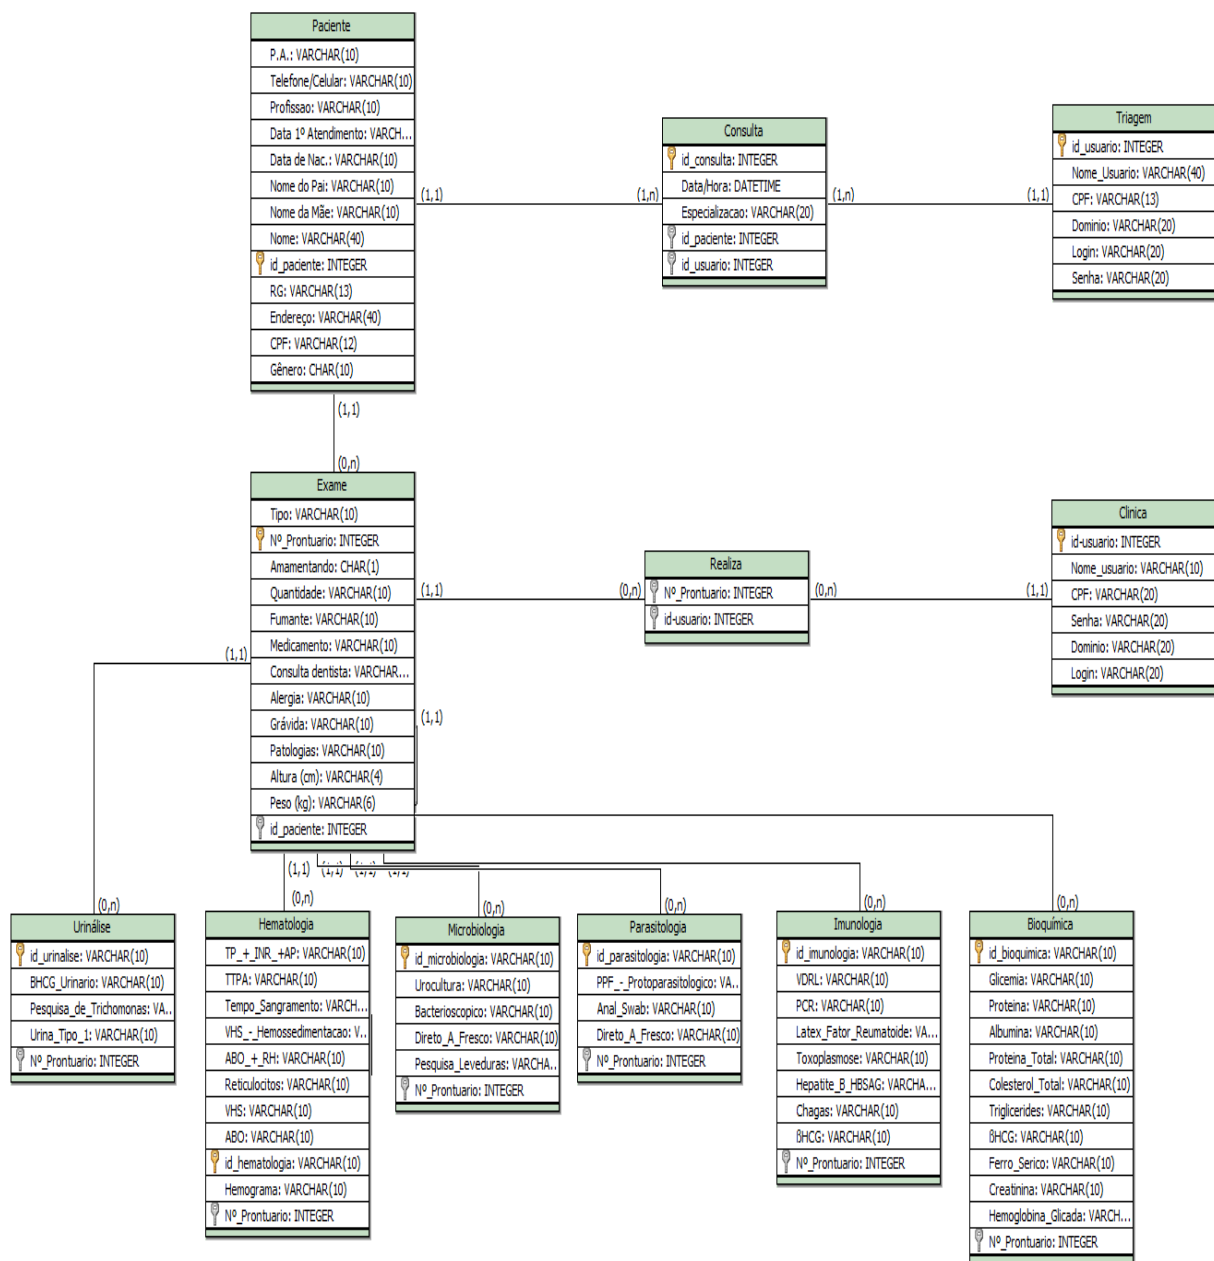 Paciente
P.A.: VARCHAR(10)
Telefone/Celular: VARCHAR(10)
Profissao: VARCHAR(10)
Data 1º Atendimento: VARCH...
Data de Nac.: VARCHAR(10)
Nome do Pai: VARCHAR(10)
Nome da Mãe: VARCHAR(10)
Nome: VARCHAR(40)
id_paciente: INTEGER
RG: VARCHAR(13)
Endereço: VARCHAR(40)
CPF: VARCHAR(12)
Gênero: CHAR(10)
(1,1)
(1,n)
Consulta
id_consulta: INTEGER
Data/Hora: DATETIME
Especializacao: VARCHAR(20)
id_paciente: INTEGER
id_usuario: INTEGER
(1,n)
(1,1)
Triagem
id_usuario: INTEGER
Nome_Usuario: VARCHAR(40)
CPF: VARCHAR(13)
Dominio: VARCHAR(20)
Login: VARCHAR(20)
Senha: VARCHAR(20)
(1,1)
(0,n)
Exame
Tipo: VARCHAR(10)
Nº_Prontuario: INTEGER
Amamentando: CHAR(1)
Quantidade: VARCHAR(10)
Fumante: VARCHAR(10)
Medicamento: VARCHAR(10)
Consulta dentista: VARCHAR...
Alergia: VARCHAR(10)
Grávida: VARCHAR(10)
Patologias: VARCHAR(10)
Altura (cm): VARCHAR(4)
Peso (kg): VARCHAR(6)
id_paciente: INTEGER
(1,1)
(0,n)
Realiza
Nº_Prontuario: INTEGER
id-usuario: INTEGER
(0,n)
(1,1)
Clinica
id-usuario: INTEGER
Nome_usuario: VARCHAR(10)
CPF: VARCHAR(20)
Senha: VARCHAR(20)
Dominio: VARCHAR(20)
Login: VARCHAR(20)
(1,1)
(1,1)
(1,1) (1,1) (1,1) (1,1)
(0,n)
(0,n)
(0,n)
(0,n)
(0,n)
(0,n)
Urinálise
id_urinalise: VARCHAR(10)
BHCG_Urinario: VARCHAR(10)
Pesquisa_de_Trichomonas: VA..
Urina_Tipo_1: VARCHAR(10)
Nº_Prontuario: INTEGER
Hematologia
TP_+_INR_+AP: VARCHAR(10)
TTPA: VARCHAR(10)
Tempo_Sangramento: VARCH...
VHS_-_Hemossedimentacao: V...
ABO_+_RH: VARCHAR(10)
Reticulocitos: VARCHAR(10)
VHS: VARCHAR(10)
ABO: VARCHAR(10)
id_hematologia: VARCHAR(10)
Hemograma: VARCHAR(10)
Nº_Prontuario: INTEGER
Microbiologia
id_microbiologia: VARCHAR(10)
Urocultura: VARCHAR(10)
Bacterioscopico: VARCHAR(10)
Direto_A_Fresco: VARCHAR(10)
Pesquisa_Leveduras: VARCHA...
Nº_Prontuario: INTEGER
Parasitologia
id_parasitologia: VARCHAR(10)
PPF_-_Protoparasitologico: VA...
Anal_Swab: VARCHAR(10)
Direto_A_Fresco: VARCHAR(10)
Nº_Prontuario: INTEGER
Imunologia
id_imunologia: VARCHAR(10)
VDRL: VARCHAR(10)
PCR: VARCHAR(10)
Latex_Fator_Reumatoide: VA...
Toxoplasmose: VARCHAR(10)
Hepatite_B_HBSAG: VARCHA...
Chagas: VARCHAR(10)
βHCG: VARCHAR(10)
Nº_Prontuario: INTEGER
Bioquímica
id_bioquimica: VARCHAR(10)
Glicemia: VARCHAR(10)
Proteina: VARCHAR(10)
Albumina: VARCHAR(10)
Proteina_Total: VARCHAR(10)
Colesterol_Total: VARCHAR(10)
Triglicerides: VARCHAR(10)
βHCG: VARCHAR(10)
Ferro_Serico: VARCHAR(10)
Creatinina: VARCHAR(10)
Hemoglobina_Glicada: VARCH...
Nº_Prontuario: INTEGER